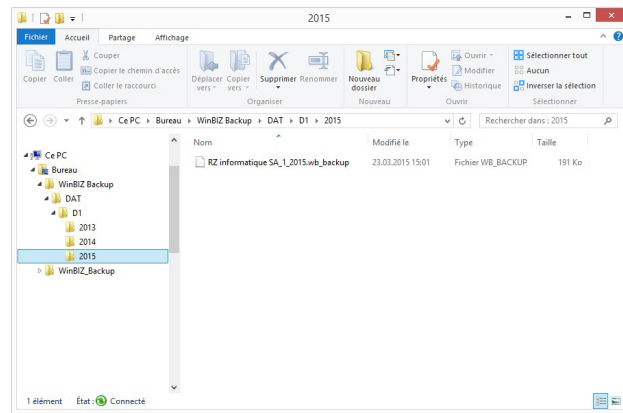 2015
Fichier Accueil Partage Affichage
Copier Coller Couper Copier le chemin d'accès Coller le raccourci
Déplacer vers Copier vers Supprimer Renommer
Nouveau dossier
Propriétés Ouvrir Modifier Historique
Sélectionner tout Aucun Inverser la sélection
Presse-papiers Organiser Nouveau Ouvrir Sélectionner
Ce PC Bureau WinBIZ Backup DAT D1 2015 Rechercher dans : 2015
Nom Modifié le Type Taille
RZ informatique SA_1_2015.wb_backup 23.03.2015 15:01 Fichier WB_BACKUP 191 Ko
Ce PC
Bureau
WinBIZ Backup
DAT
D1
2013
2014
2015
WinBIZ_Backup
1 élément État : Connecté